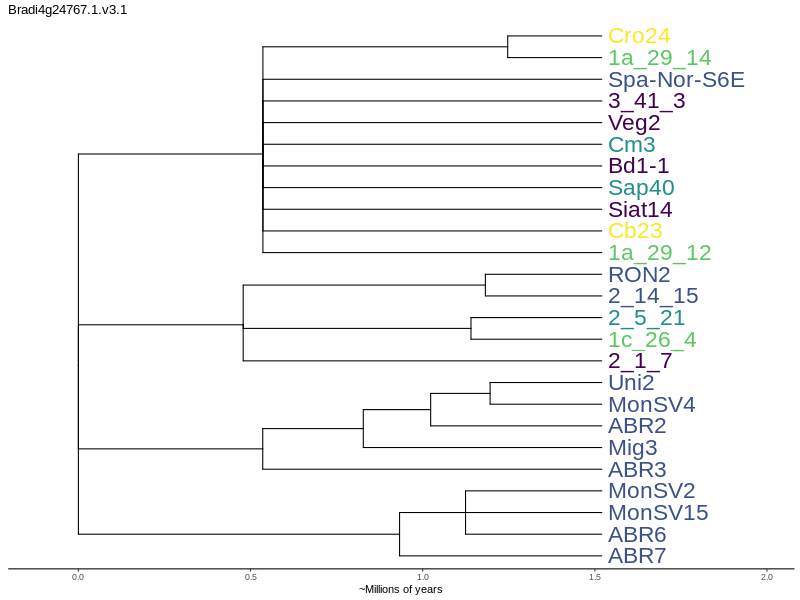 Bradi4g24767.1.v3.1
Cro24
1a_29_14
Spa-Nor-S6E
3_41_3
Veg2
Cm3
Bd1-1
Sap40
Siat14
Cb23
1a_29_12
RON2
2_14_15
2_5_21
1c_26_4
2_1_7
Uni2
MonSV4
ABR2
Mig3
ABR3
MonSV2
MonSV15
ABR6
ABR7
0.0 0.5 1.0 1.5 2.0
~Millions of years